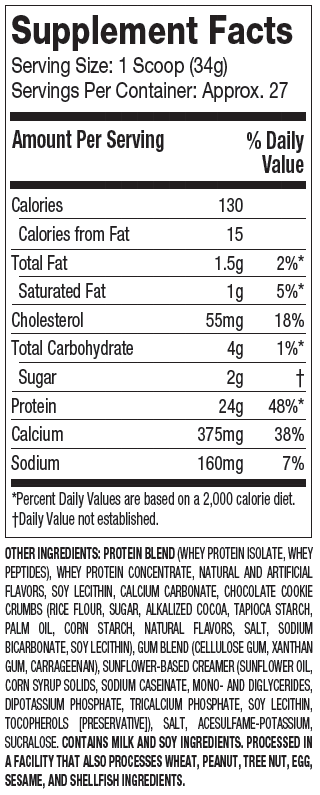 Supplement Facts
Serving Size: 1 Scoop (34g)
Servings Per Container: Approx. 27
Amount Per Serving % Daily
Value
Calories 130
Calories from Fat 15
Total Fat 1.5g 2%*
Saturated Fat 1g 5%*
Cholesterol 55mg 18%
Total Carbohydrate 4g 1%*
Sugar 2g †
Protein 24g 48%*
Calcium 375mg 38%
Sodium 160mg 7%
*Percent Daily Values are based on a 2,000 calorie diet.
†Daily Value not established.
OTHER INGREDIENTS: PROTEIN BLEND (WHEY PROTEIN ISOLATE, WHEY
PEPTIDES), WHEY PROTEIN CONCENTRATE, NATURAL AND ARTIFICIAL
FLAVORS, SOY LECITHIN, CALCIUM CARBONATE, CHOCOLATE COOKIE
CRUMBS (RICE FLOUR, SUGAR, ALKALIZED COCOA, TAPIOCA STARCH,
PALM OIL, CORN STARCH, NATURAL FLAVORS, SALT, SODIUM
BICARBONATE, SOY LECITHIN), GUM BLEND (CELLULOSE GUM, XANTHAN
GUM, CARRAGEENAN), SUNFLOWER-BASED CREAMER (SUNFLOWER OIL,
CORN SYRUP SOLIDS, SODIUM CASEINATE, MONO- AND DIGLYCERIDES,
DIPOTASSIUM PHOSPHATE, TRICALCIUM PHOSPHATE, SOY LECITHIN,
TOCOPHEROLS [PRESERVATIVE]), SALT, ACESULFAME-POTASSIUM,
SUCRALOSE. CONTAINS MILK AND SOY INGREDIENTS. PROCESSED IN
A FACILITY THAT ALSO PROCESSES WHEAT, PEANUT, TREE NUT, EGG,
SESAME, AND SHELLFISH INGREDIENTS.